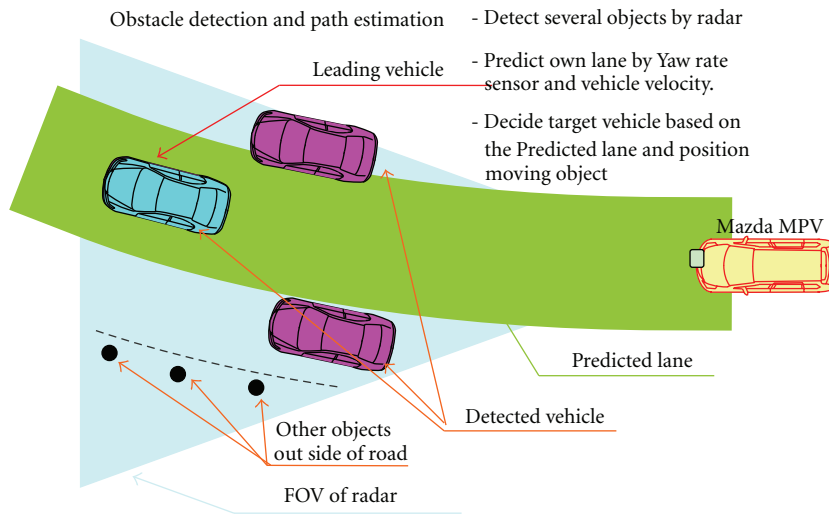 Obstacle detection and path estimation
- Detect several objects by radar
- Predict own lane by Yaw rate
sensor and vehicle velocity.
- Decide target vehicle based on
the Predicted lane and position
moving object
Leading vehicle
Mazda MPV
Predicted lane
Detected vehicle
Other objects
out side of road
FOV of radar